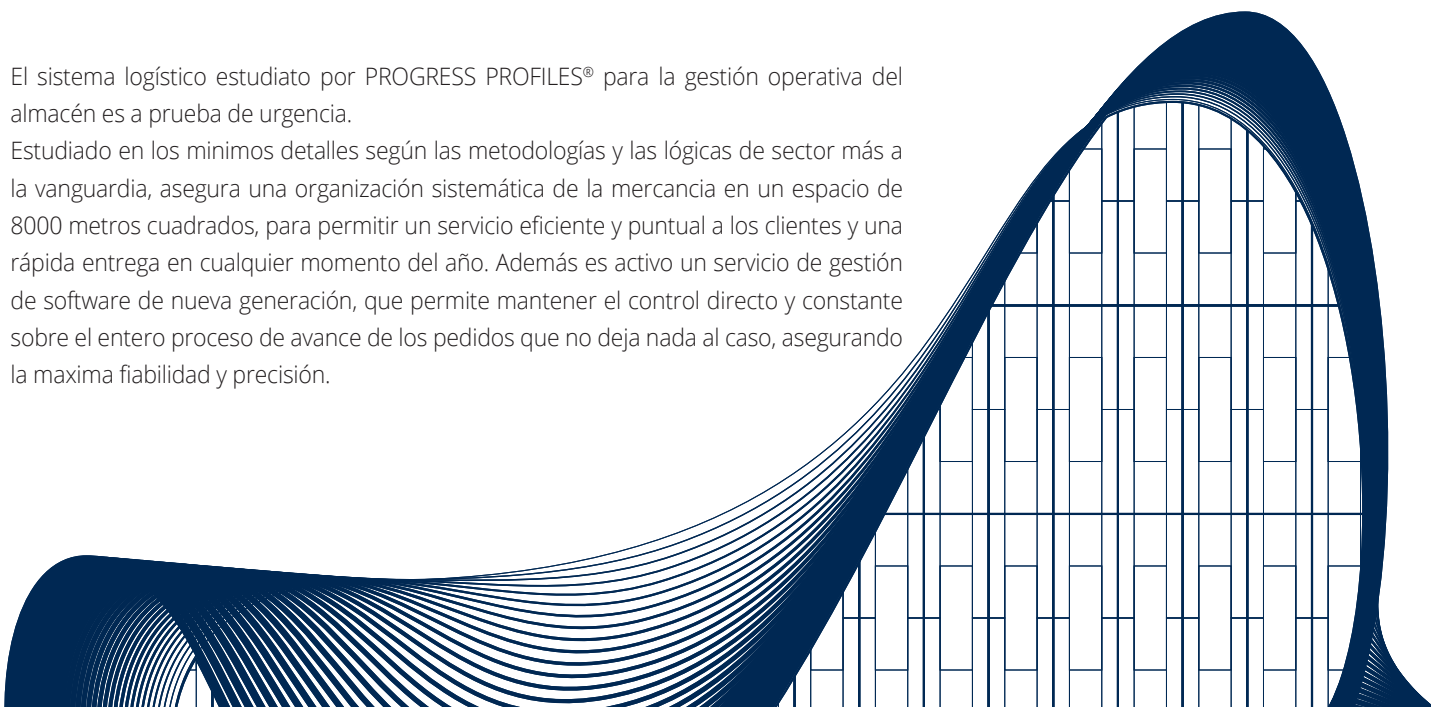 El sistema logístico estudiato por PROGRESS PROFILES® para la gestión operativa del
almacén es a prueba de urgencia.
Estudiado en los minimos detalles según las metodologías y las lógicas de sector más a
la vanguardia, asegura una organización sistemática de la mercancia en un espacio de
8000 metros cuadrados, para permitir un servicio eficiente y puntual a los clientes y una
rápida entrega en cualquier momento del año. Además es activo un servicio de gestión
de software de nueva generación, que permite mantener el control directo y constante
sobre el entero proceso de avance de los pedidos que no deja nada al caso, asegurando
la maxima fiabilidad y precisión.